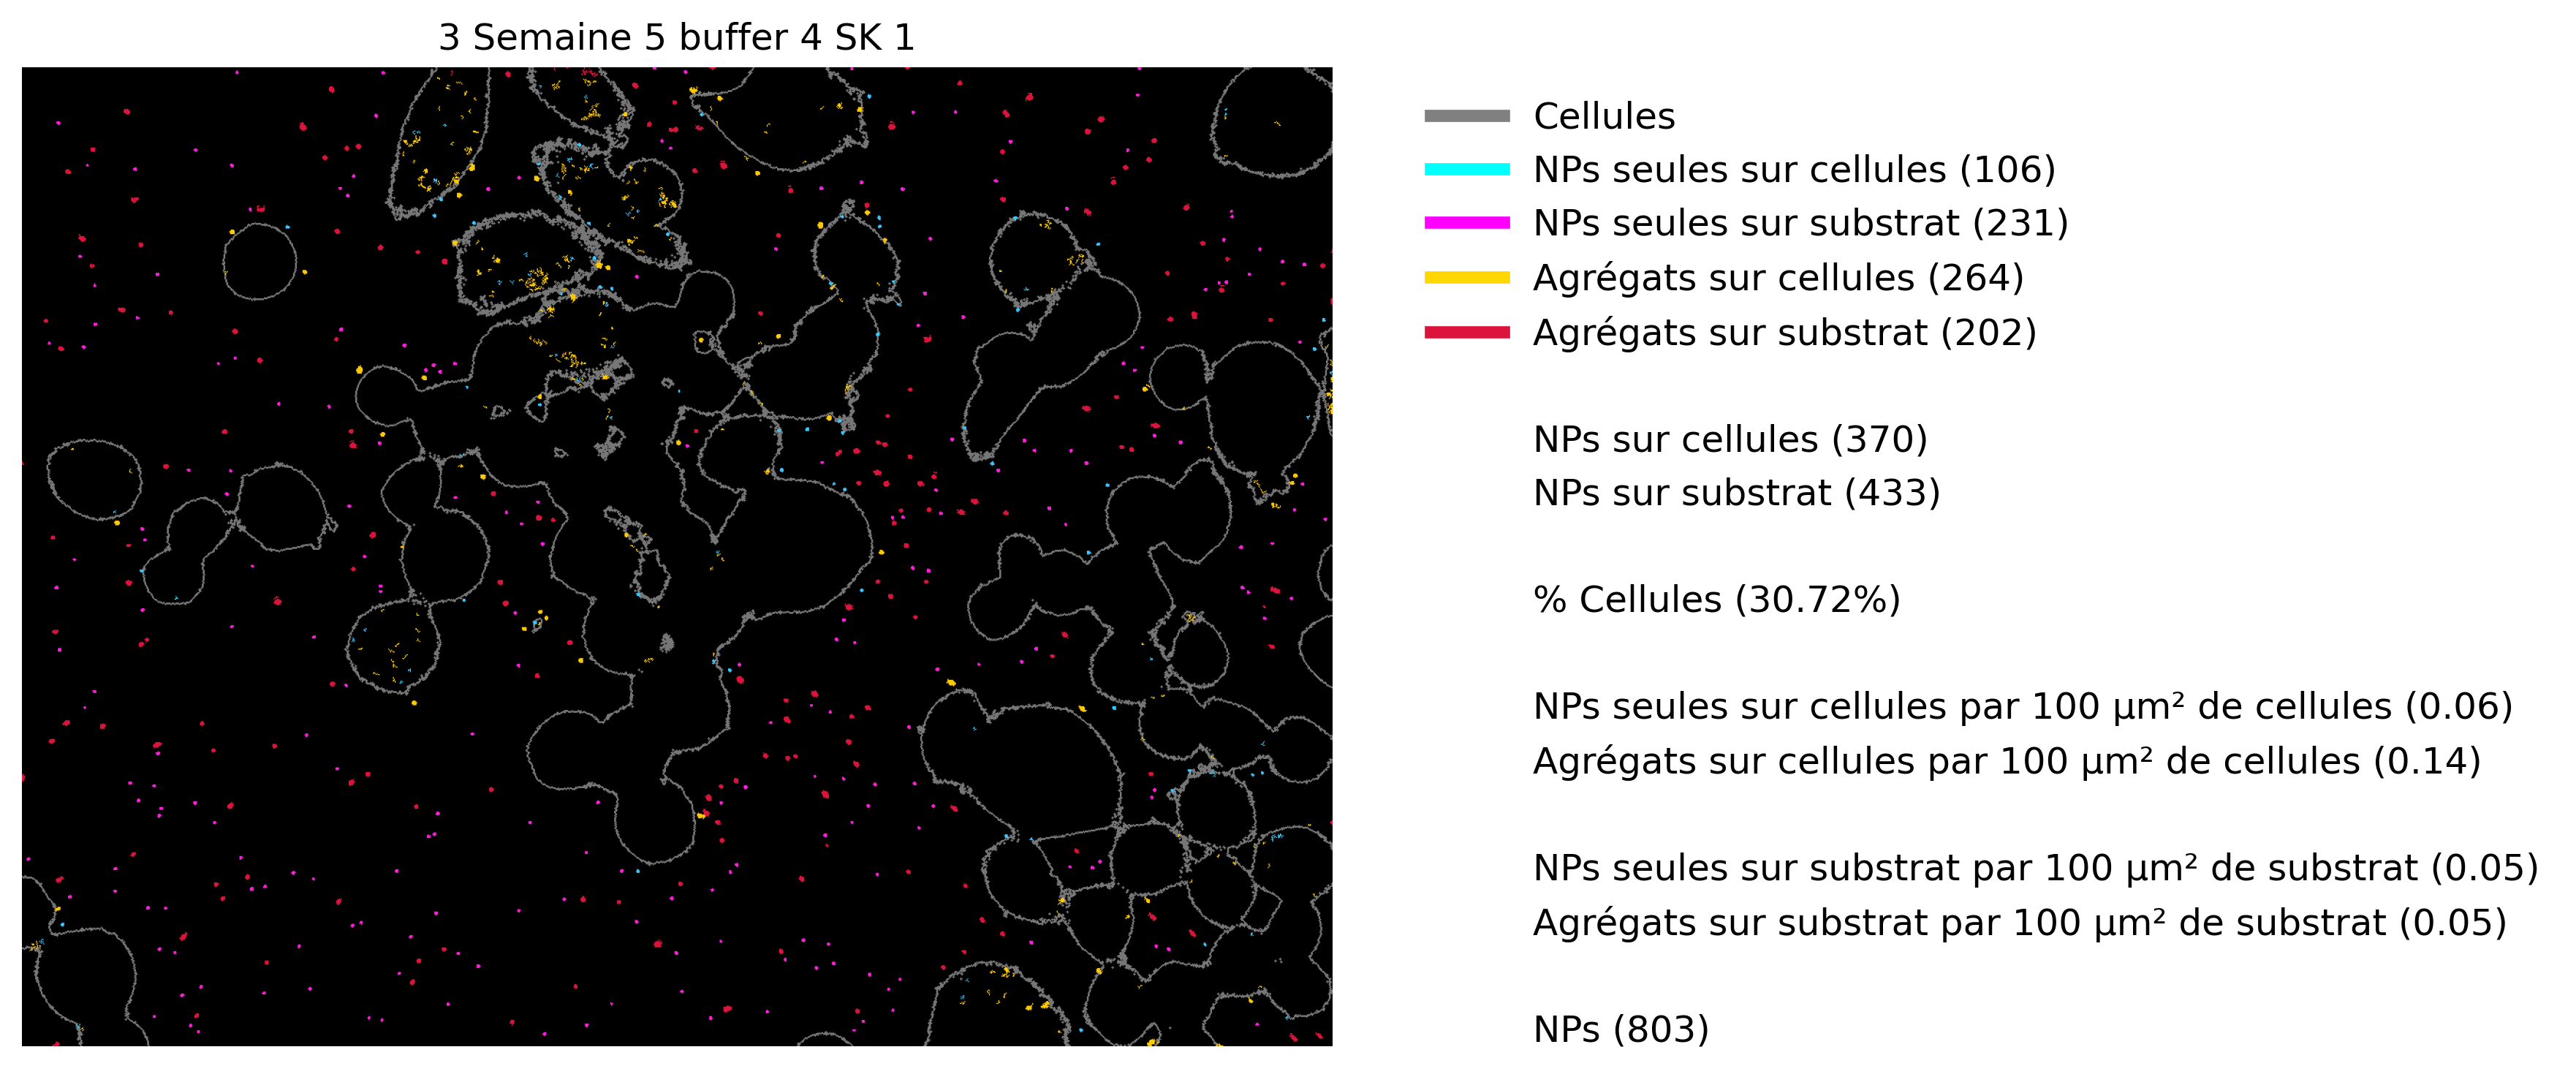 3 Semaine 5 buffer 4 SK 1
Cellules
NPs seules sur cellules (106)
NPs seules sur substrat (231)
Agrégats sur cellules (264)
Agrégats sur substrat (202)
NPs sur cellules (370)
NPs sur substrat (433)
% Cellules (30.72%)
NPs seules sur cellules par 100 µm² de cellules (0.06)
Agrégats sur cellules par 100 µm² de cellules (0.14)
NPs seules sur substrat par 100 µm² de substrat (0.05)
Agrégats sur substrat par 100 µm² de substrat (0.05)
NPs (803)